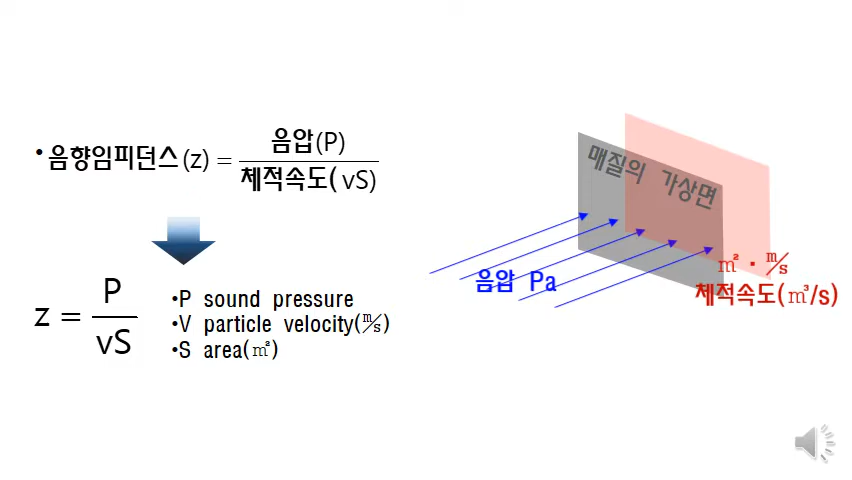 •음향임피던스(z) = 음압(P) / 체적속도( vS)
z = P / vS
•P sound pressure
•V particle velocity(㎧)
•S area(㎡)
매질의 가상면
음압 Pa
㎡・㎧
체적속도(㎥/s)